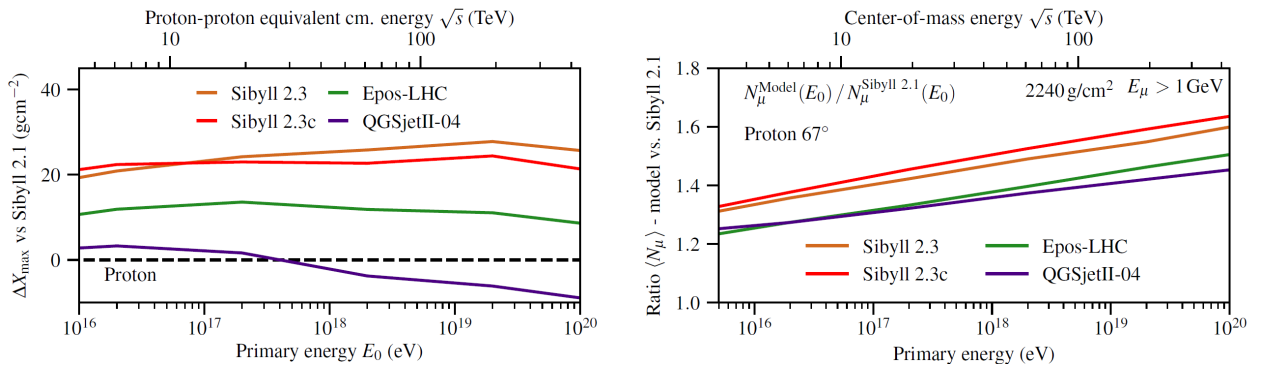 Proton-proton equivalent cm. energy √s (TeV)
10 100
ΔXmax vs Sibyll 2.1 (gcm⁻²)
40
20
0
Sibyll 2.3 Epos-LHC
Sibyll 2.3c QGSjetII-04
Proton
10¹⁶ 10¹⁷ 10¹⁸ 10¹⁹ 10²⁰
Primary energy E₀ (eV)
Center-of-mass energy √s (TeV)
10 100
Ratio ⟨Nμ⟩ - model vs. Sibyll 2.1
1.8
1.6
1.4
1.2
1.0
Nμ^Model(E₀)/Nμ^Sibyll 2.1(E₀) 2240 g/cm² Eμ > 1 GeV
Proton 67°
Sibyll 2.3 Epos-LHC
Sibyll 2.3c QGSjetII-04
10¹⁶ 10¹⁷ 10¹⁸ 10¹⁹ 10²⁰
Primary energy (eV)